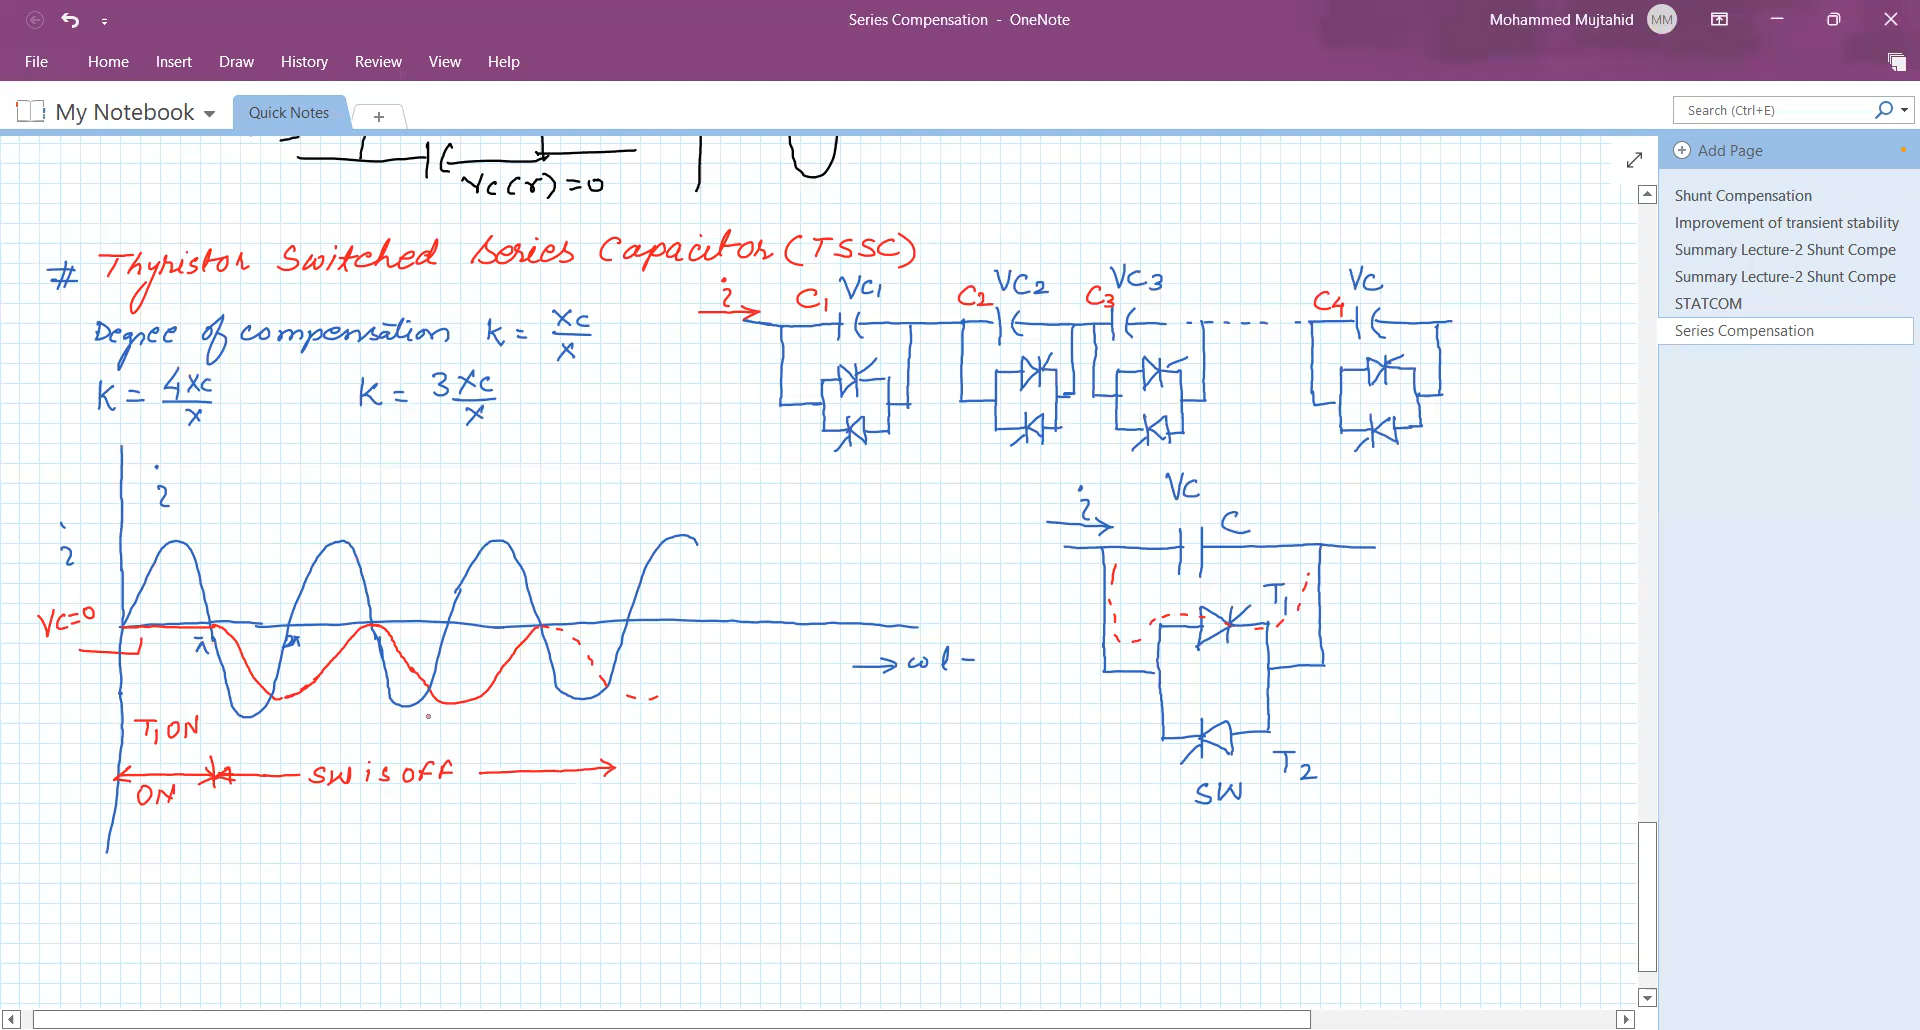 Series Compensation - OneNote
Mohammed Mujtahid
MM
File Home Insert Draw History Review View Help
My Notebook
Quick Notes
+
Search (Ctrl+E)
Add Page
Shunt Compensation
Improvement of transient stability
Summary Lecture-2 Shunt Compe
Summary Lecture-2 Shunt Compe
STATCOM
Series Compensation
Vc(r)=0
# Thyristor Switched Series Capacitor (TSSC)
Degree of compensation k = xc/x
K = 4xc/x K = 3xc/x
i C1 Vc1 C2 VC2 C3 VC3 C4 VC
i
i
VC=0
π 2π
T1 ON
ON SW is off
i VC C
T1
T2
SW